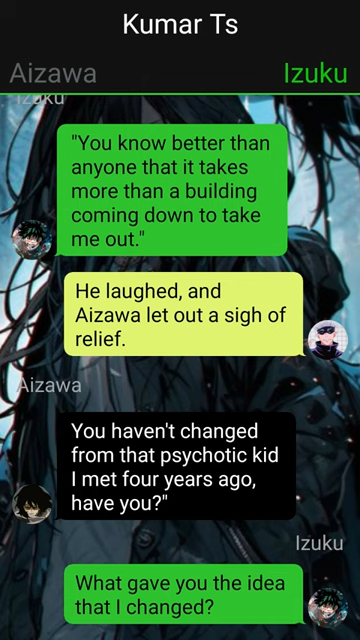 Kumar Ts
Aizawa
Izuku
Izuku
"You know better than
anyone that it takes
more than a building
coming down to take
me out."
He laughed, and
Aizawa let out a sigh of
relief.
Aizawa
You haven't changed
from that psychotic kid
I met four years ago,
have you?"
Izuku
What gave you the idea
that I changed?